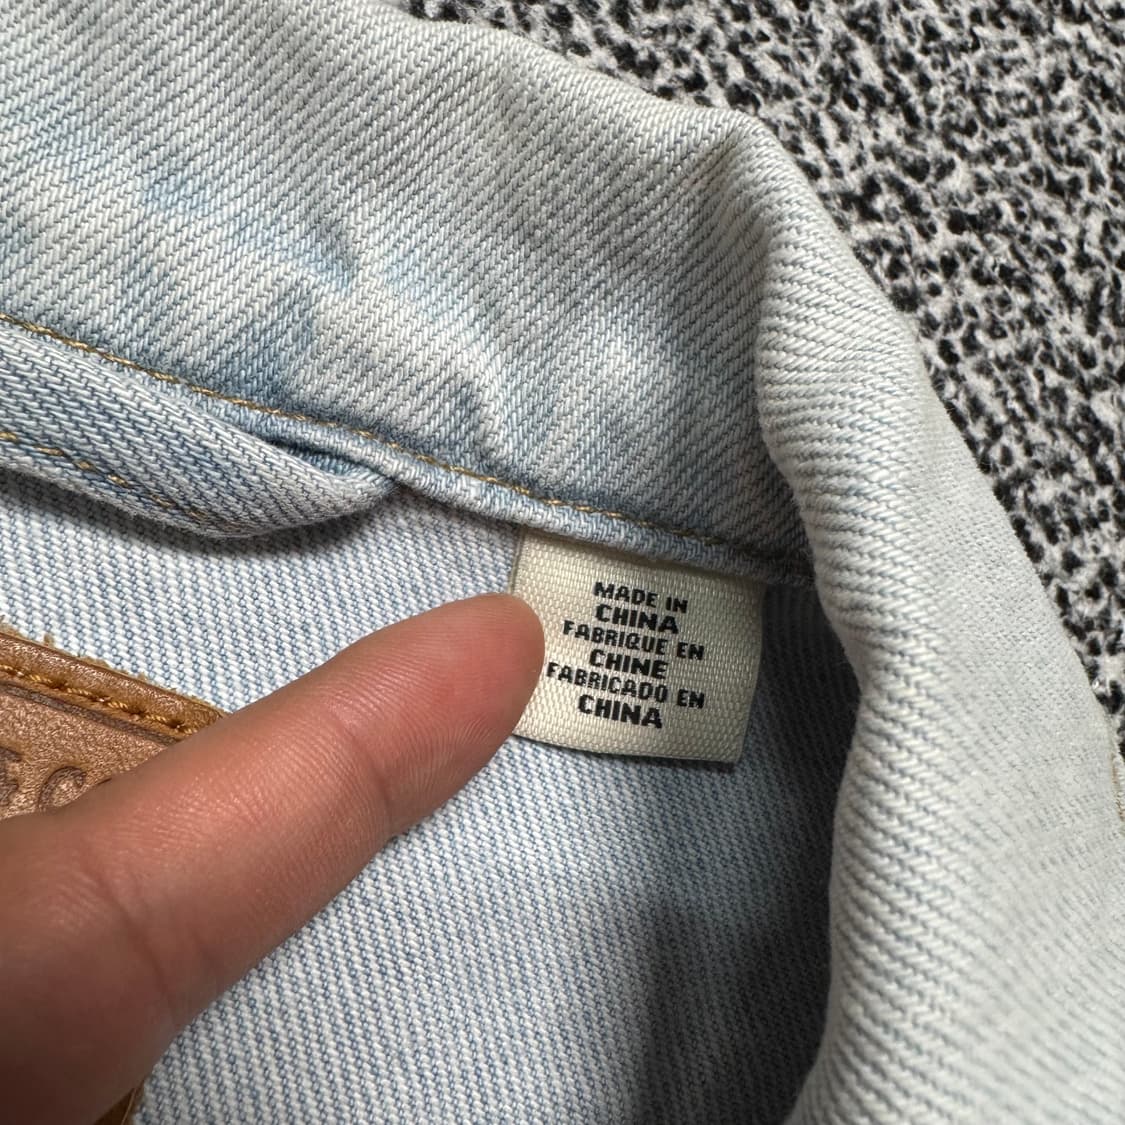 MADE IN
CHINA
FABRIQUE EN
CHINE
FABRICADO EN
CHINA